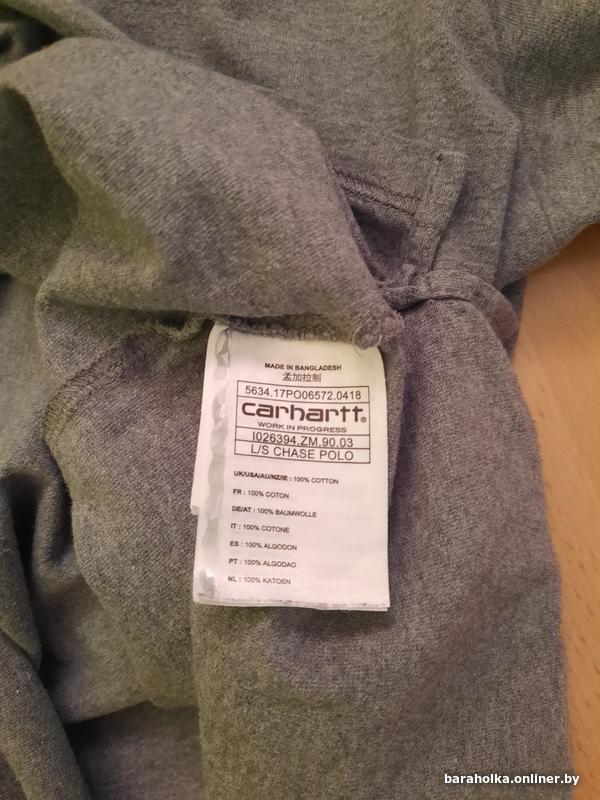 MADE IN BANGLADESH
孟加拉制
5634.17PO06572.0418
carhartt®
WORK IN PROGRESS
I026394.ZM.90.03
L/S CHASE POLO
UK/USA/AU/NZ/IE : 100% COTTON
FR : 100% COTON
DE/AT : 100% BAUMWOLLE
IT : 100% COTONE
ES : 100% ALGODON
PT : 100% ALGODAO
NL : 100% KATOEN
baraholka.onliner.by